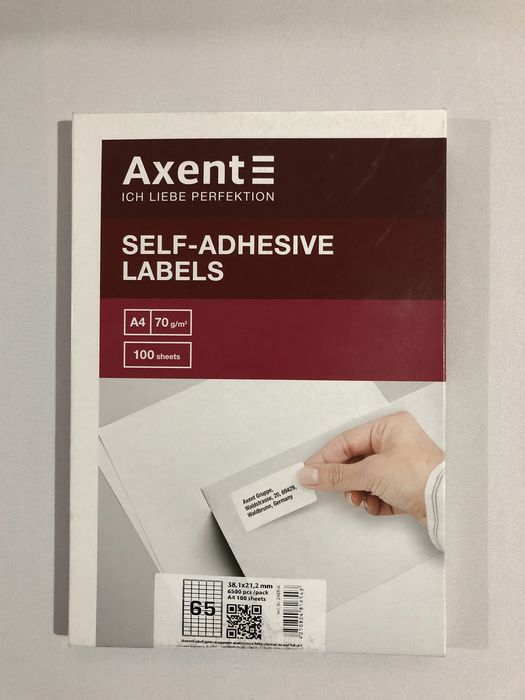 Axent
ICH LIEBE PERFEKTION
SELF-ADHESIVE
LABELS
A4 70 g/m²
100 sheets
Axent Gruppe,
Waldstrasse, 20, 69429,
Waldbrunn, Germany
65
38,1x21,2 mm
6500 pcs /pack
A4 100 sheets